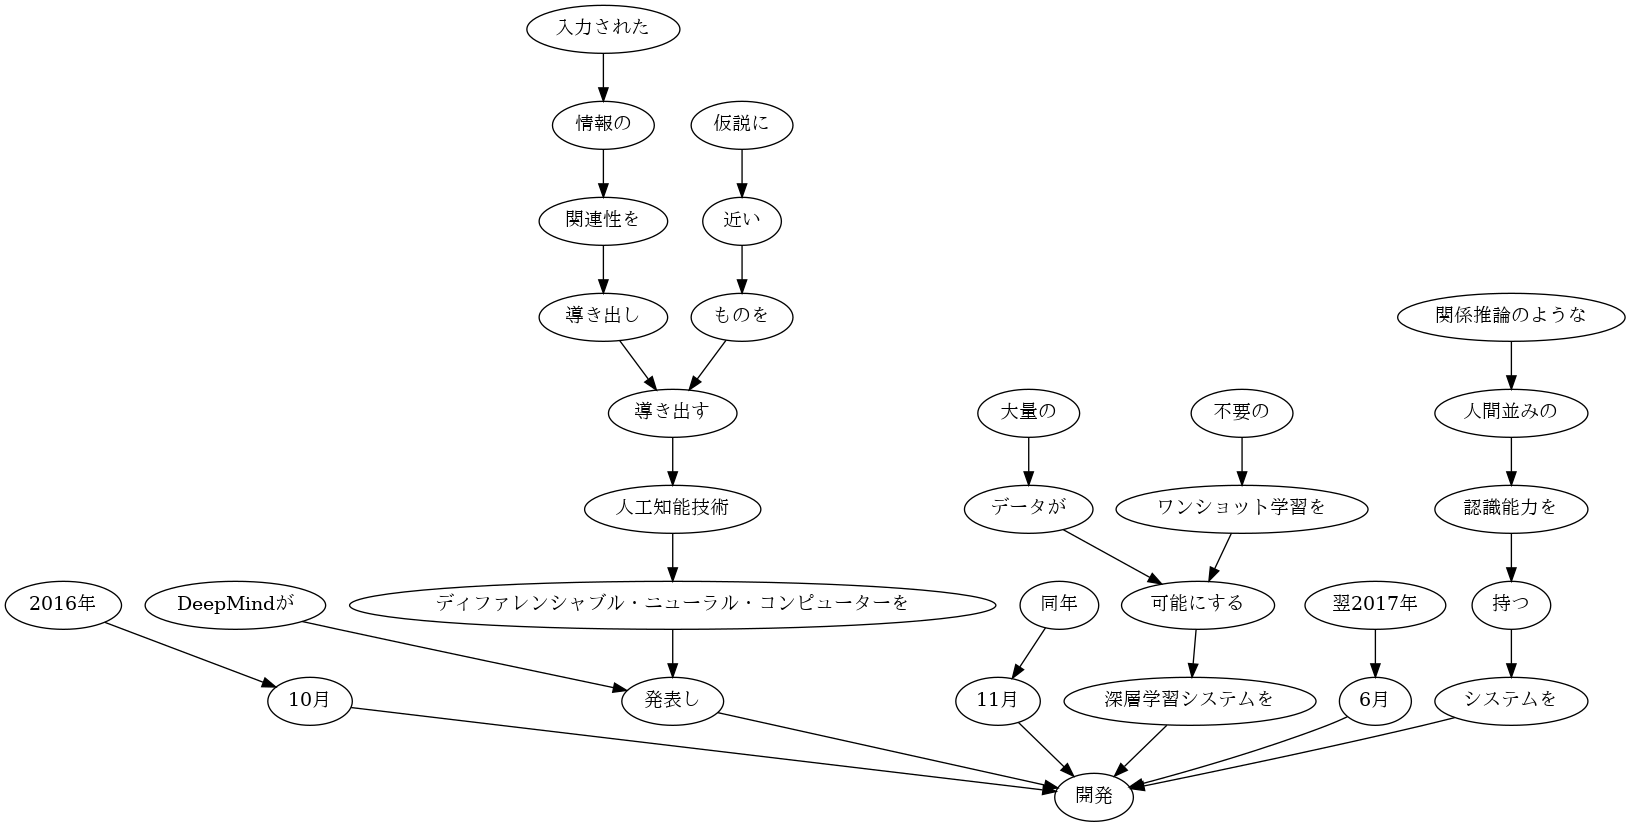 入力された
情報の
仮説に
関連性を
近い
導き出し
ものを
関係推論のような
導き出す
大量の
不要の
人間並みの
人工知能技術
データが
ワンショット学習を
認識能力を
2016年
DeepMindが
ディファレンシャブル・ニューラル・コンピューターを
同年
可能にする
翌2017年
持つ
10月
発表し
11月
深層学習システムを
6月
システムを
開発